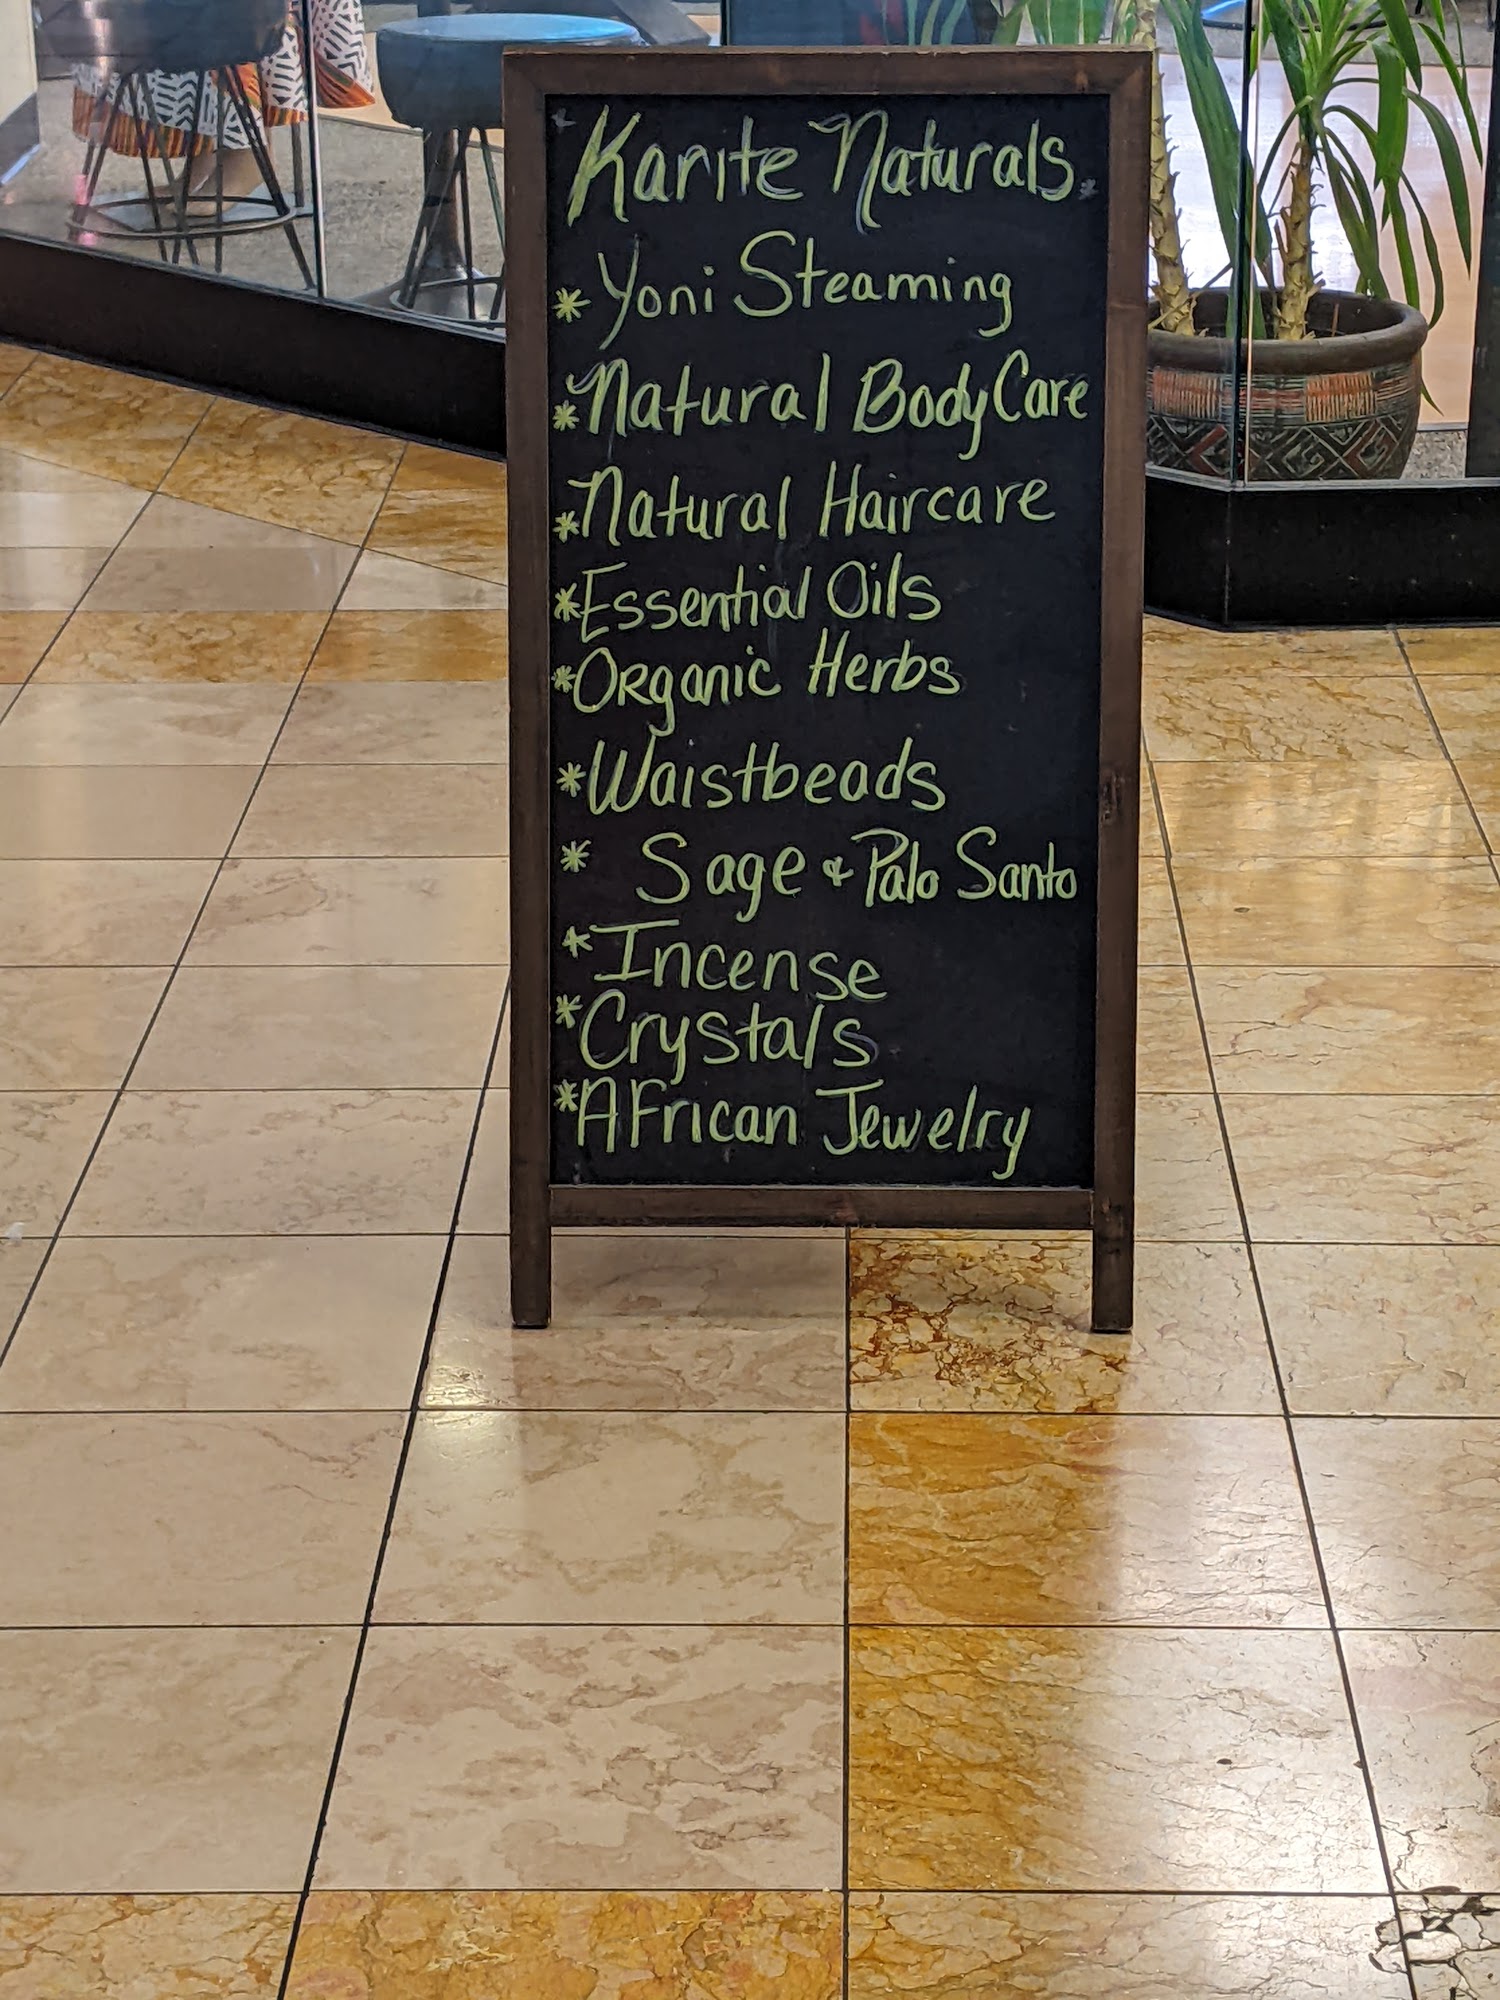 Karite Naturals
* Yoni Steaming
* Natural Body Care
* Natural Haircare
* Essential Oils
* Organic Herbs
* Waistbeads
* Sage & Palo Santo
* Incense
* Crystals
* African Jewelry